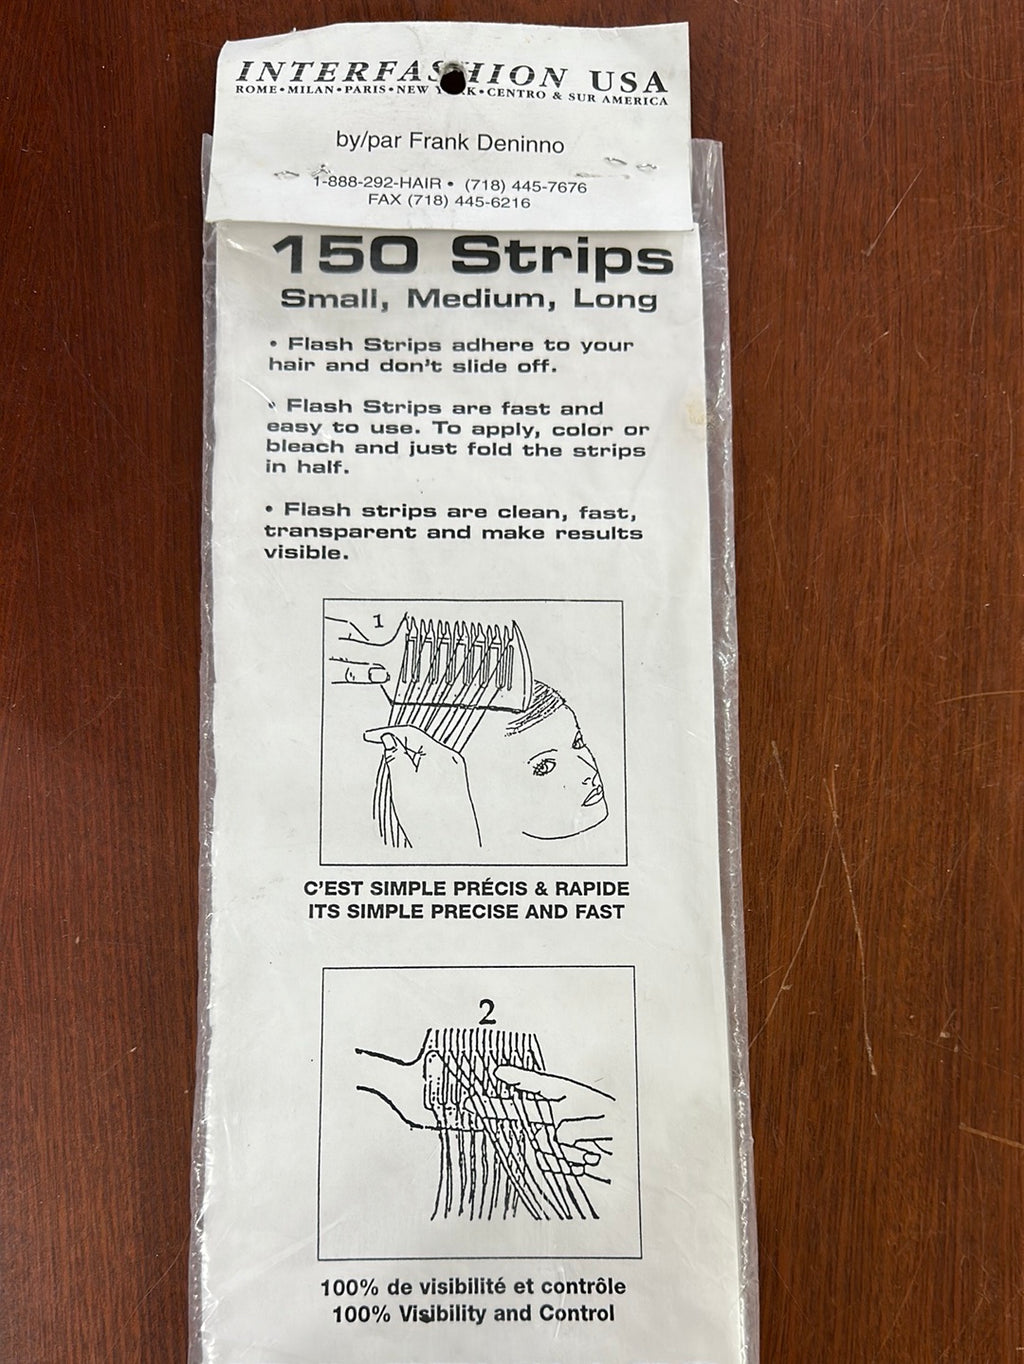 INTERFASHION USA
ROME • MILAN • PARIS • NEW YORK • CENTRO & SUR AMERICA
by/par Frank Deninno
1-888-292-HAIR • (718) 445-7676
FAX (718) 445-6216
150 Strips
Small, Medium, Long
• Flash Strips adhere to your
hair and don't slide off.
• Flash Strips are fast and
easy to use. To apply, color or
bleach and just fold the strips
in half.
• Flash strips are clean, fast,
transparent and make results
visible.
1
C'EST SIMPLE PRÉCIS & RAPIDE
ITS SIMPLE PRECISE AND FAST
2
100% de visibilité et contrôle
100% Visibility and Control